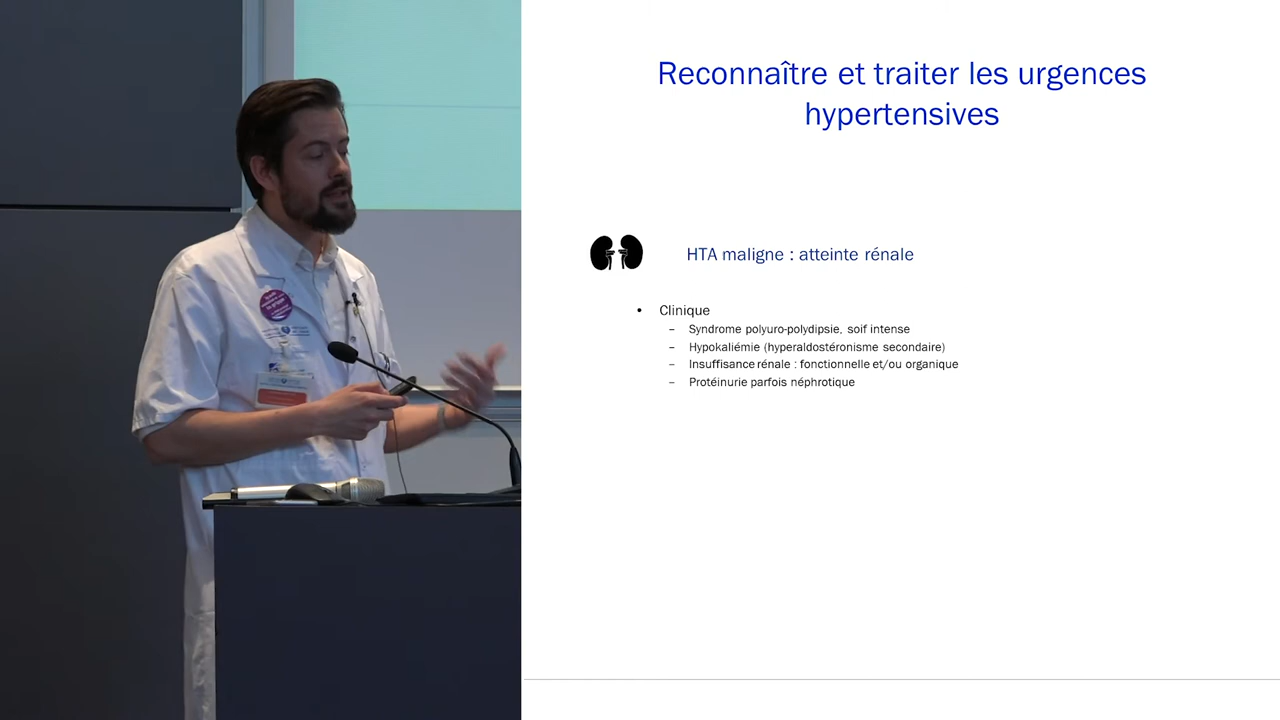 Reconnaître et traiter les urgences
hypertensives
HTA maligne : atteinte rénale
• Clinique
– Syndrome polyuro-polydipsie, soif intense
– Hypokaliémie (hyperaldostéronisme secondaire)
– Insuffisance rénale : fonctionnelle et/ou organique
– Protéinurie parfois néphrotique